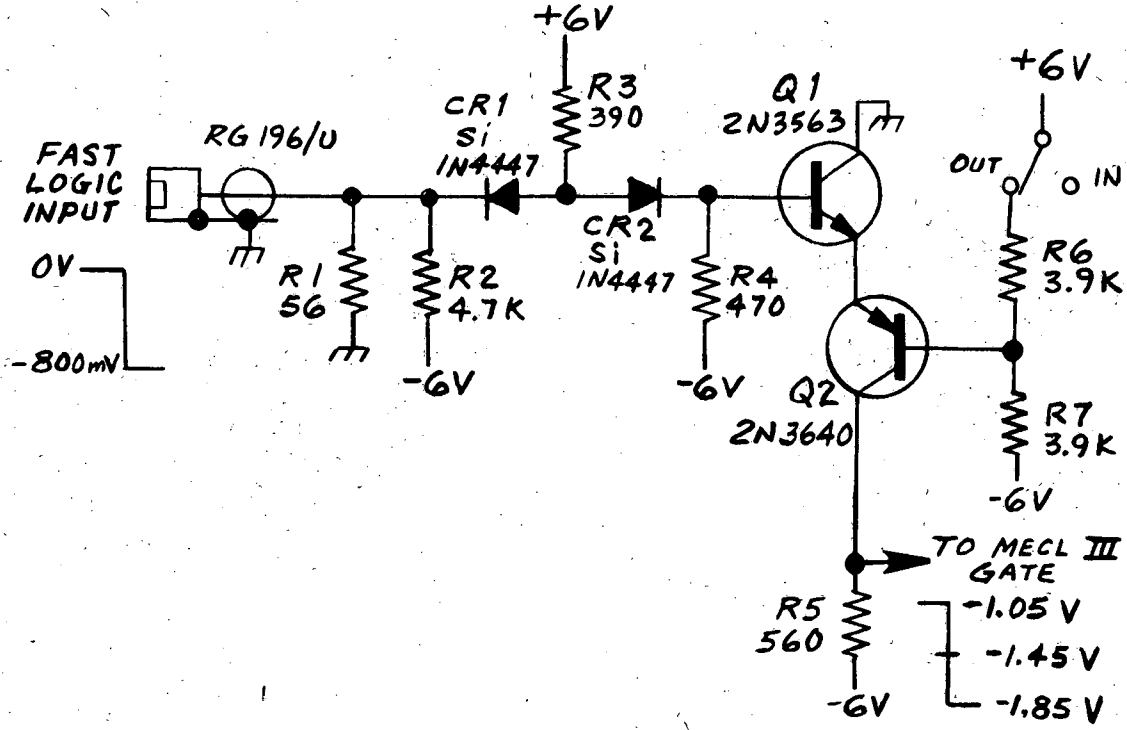 +6V
R3
390
CR1
Si
1N4447
RG196/U
FAST
LOGIC
INPUT
0V
-800mV
R1
56
R2
4.7K
-6V
CR2
Si
1N4447
R4
470
-6V
Q1
2N3563
+6V
OUT
IN
R6
3.9K
Q2
2N3640
R7
3.9K
-6V
TO MECL III
GATE
R5
560
-6V
-1.05 V
-1.45 V
-1.85 V